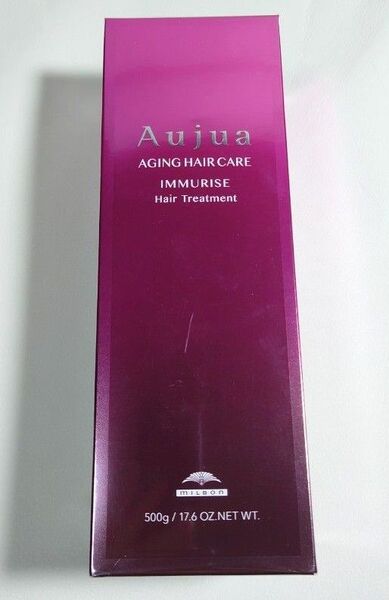 Aujua
AGING HAIR CARE
IMMURISE
Hair Treatment
MILBON
500g / 17.6 OZ.NET WT.